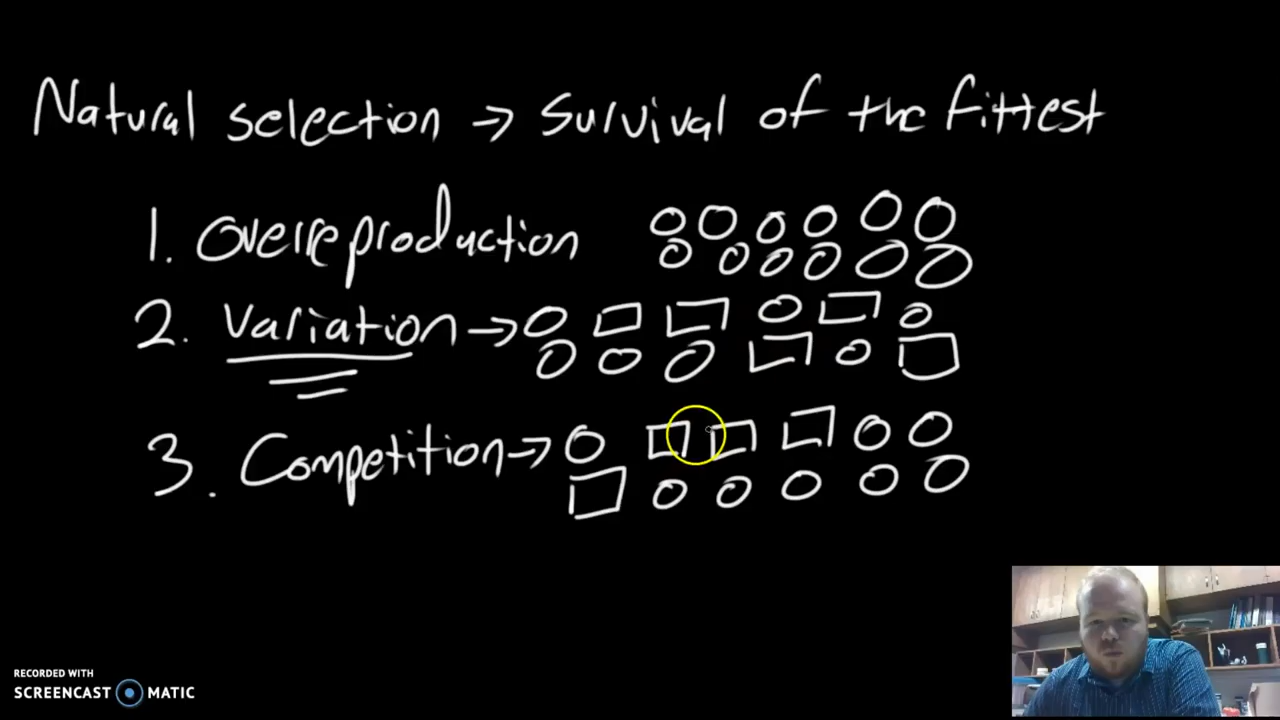 Natural selection → Survival of the fittest
1. Overreproduction
2. Variation →
3. Competition →
RECORDED WITH
SCREENCAST MATIC